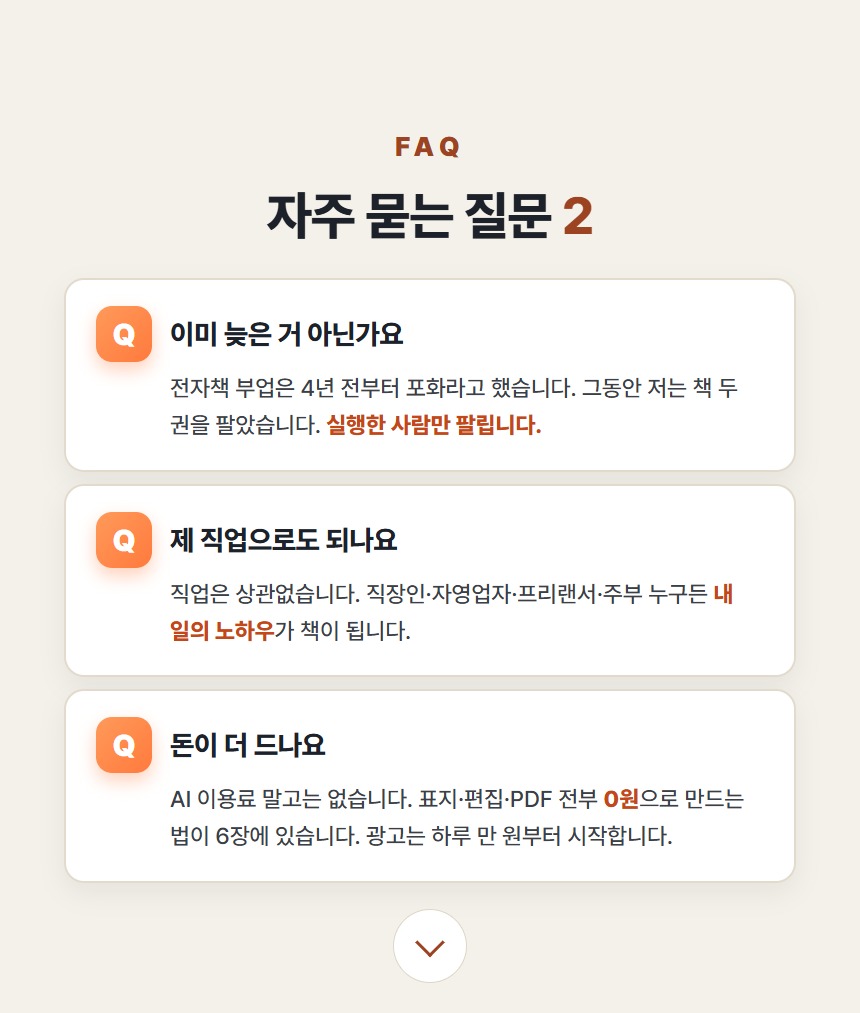 FAQ
자주 묻는 질문 2
Q
이미 늦은 거 아닌가요
전자책 부업은 4년 전부터 포화라고 했습니다. 그동안 저는 책 두
권을 팔았습니다. 실행한 사람만 팔립니다.
Q
제 직업으로도 되나요
직업은 상관없습니다. 직장인·자영업자·프리랜서·주부 누구든 내
일의 노하우가 책이 됩니다.
Q
돈이 더 드나요
AI 이용료 말고는 없습니다. 표지·편집·PDF 전부 0원으로 만드는
법이 6장에 있습니다. 광고는 하루 만 원부터 시작합니다.